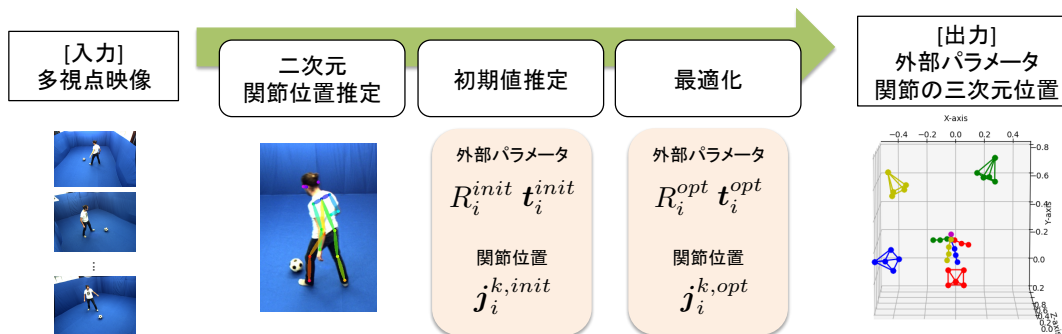 [入力]
多視点映像
⋮
二次元
関節位置推定
初期値推定
外部パラメータ
R_i^{init} t_i^{init}
関節位置
j_i^{k,init}
最適化
外部パラメータ
R_i^{opt} t_i^{opt}
関節位置
j_i^{k,opt}
[出力]
外部パラメータ
関節の三次元位置
X-axis
−0.4 −0.2 0.0 0.2 0.4
−0.8
−0.6
−0.4
−0.2
0.0
0.2
Y-axis